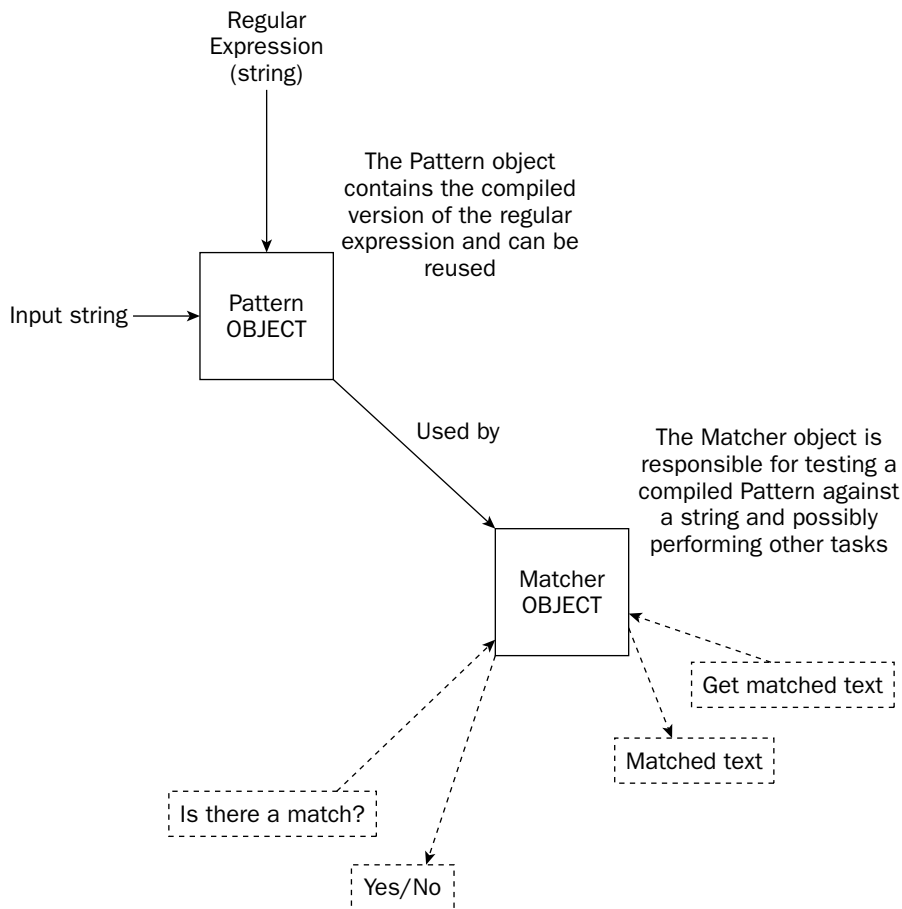 Regular
Expression
(string)
The Pattern object
contains the compiled
version of the regular
expression and can be
reused
Input string
Pattern
OBJECT
Used by
The Matcher object is
responsible for testing a
compiled Pattern against
a string and possibly
performing other tasks
Matcher
OBJECT
Get matched text
Matched text
Is there a match?
Yes/No